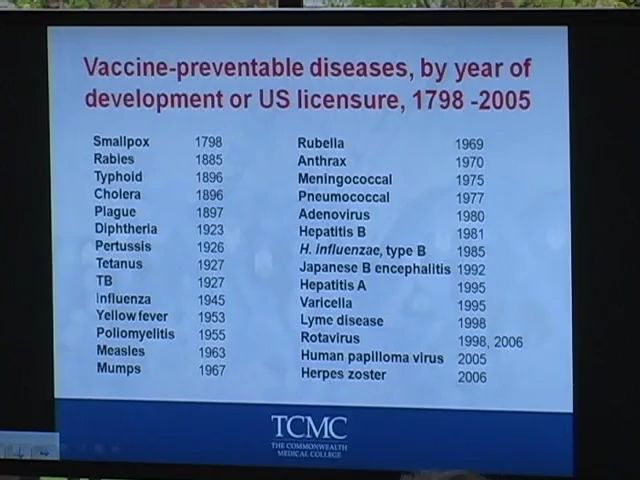 Vaccine-preventable diseases, by year of
development or US licensure, 1798 -2005
Smallpox 1798
Rabies 1885
Typhoid 1896
Cholera 1896
Plague 1897
Diphtheria 1923
Pertussis 1926
Tetanus 1927
TB 1927
Influenza 1945
Yellow fever 1953
Poliomyelitis 1955
Measles 1963
Mumps 1967
Rubella 1969
Anthrax 1970
Meningococcal 1975
Pneumococcal 1977
Adenovirus 1980
Hepatitis B 1981
H. influenzae, type B 1985
Japanese B encephalitis 1992
Hepatitis A 1995
Varicella 1995
Lyme disease 1998
Rotavirus 1998, 2006
Human papilloma virus 2005
Herpes zoster 2006
TCMC
THE COMMONWEALTH
MEDICAL COLLEGE